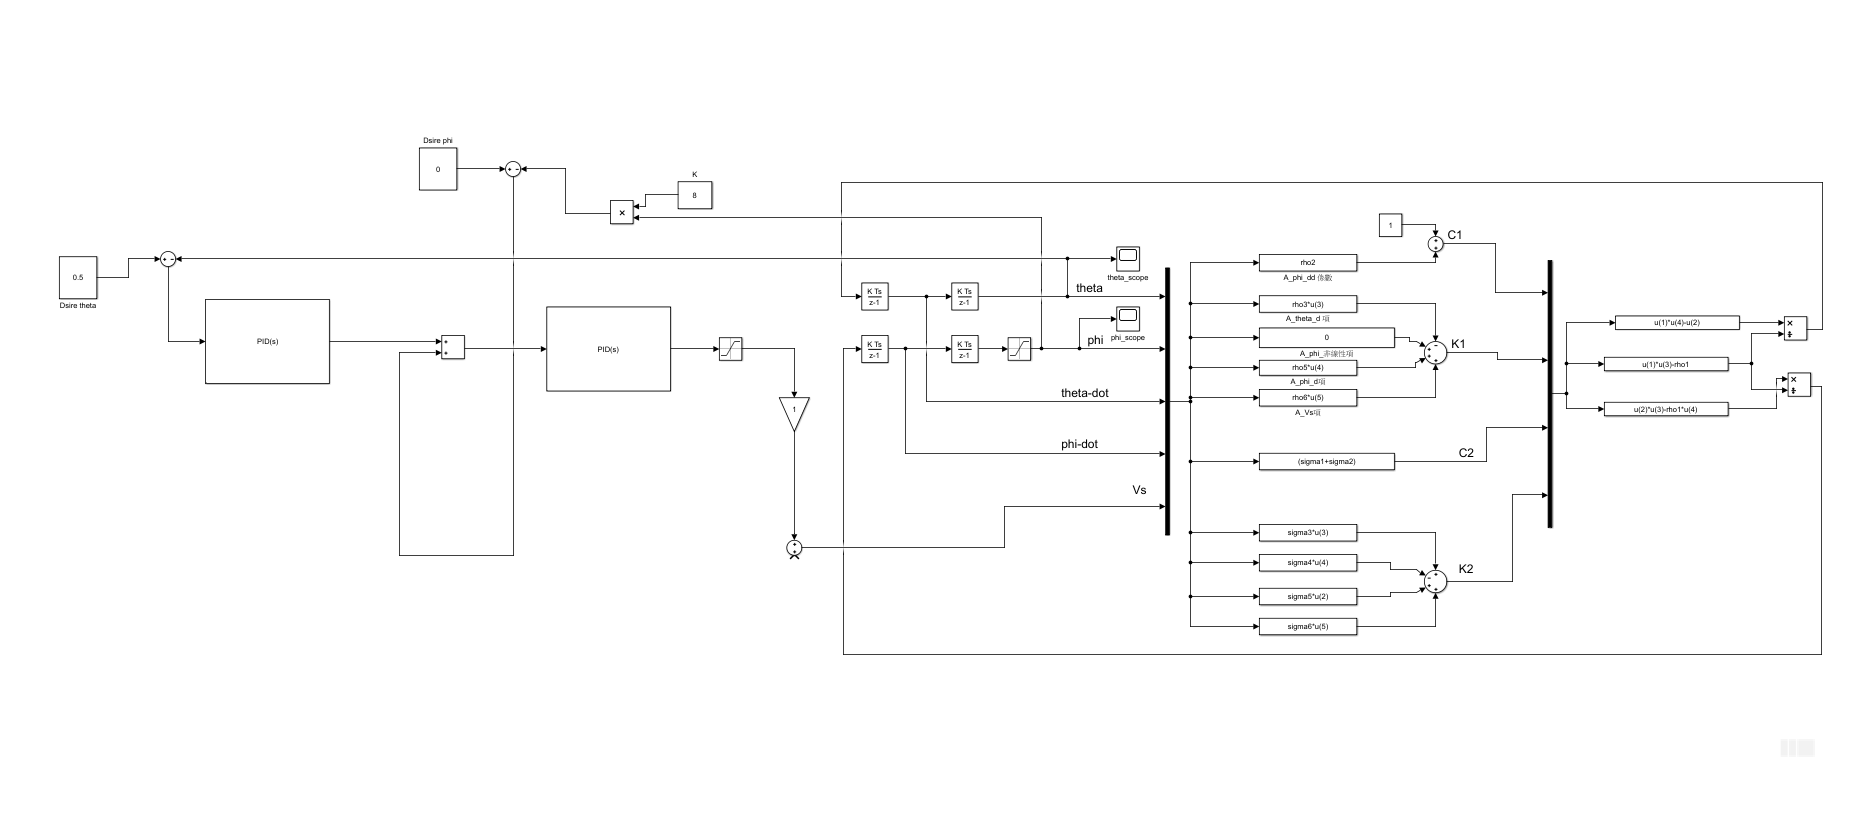 Dsire phi
0
K
8
×
0.5
Dsire theta
PID(s)
PID(s)
1
K Ts
z-1
K Ts
z-1
K Ts
z-1
K Ts
z-1
theta_scope
theta
phi_scope
phi
theta-dot
phi-dot
Vs
1
C1
rho2
A_phi_dd 係數
rho3*u(3)
A_theta_d 項
0
A_phi_非線性項
K1
rho5*u(4)
A_phi_d項
rho6*u(5)
A_Vs項
(sigma1+sigma2)
C2
sigma3*u(3)
sigma4*u(4)
K2
sigma5*u(2)
sigma6*u(5)
u(1)*u(4)-u(2)
×
÷
u(1)*u(3)-rho1
×
÷
u(2)*u(3)-rho1*u(4)